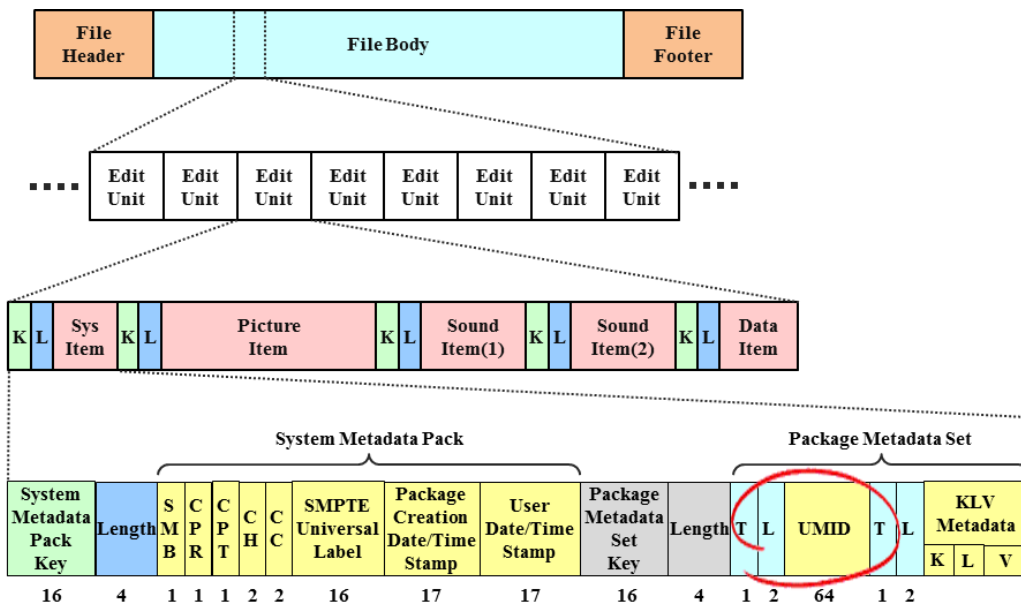 File
Header
File Body
File
Footer
Edit
Unit
Edit
Unit
Edit
Unit
Edit
Unit
Edit
Unit
Edit
Unit
Edit
Unit
Edit
Unit
K
L
Sys
Item
K
L
Picture
Item
K
L
Sound
Item(1)
K
L
Sound
Item(2)
K
L
Data
Item
System Metadata Pack
Package Metadata Set
System
Metadata
Pack
Key
Length
S
M
B
C
P
R
C
P
T
C
H
C
C
SMPTE
Universal
Label
Package
Creation
Date/Time
Stamp
User
Date/Time
Stamp
Package
Metadata
Set
Key
Length
T
L
UMID
T
L
KLV
Metadata
K
L
V
16 4 1 1 1 2 2 16 17 17 16 4 1 2 64 1 2